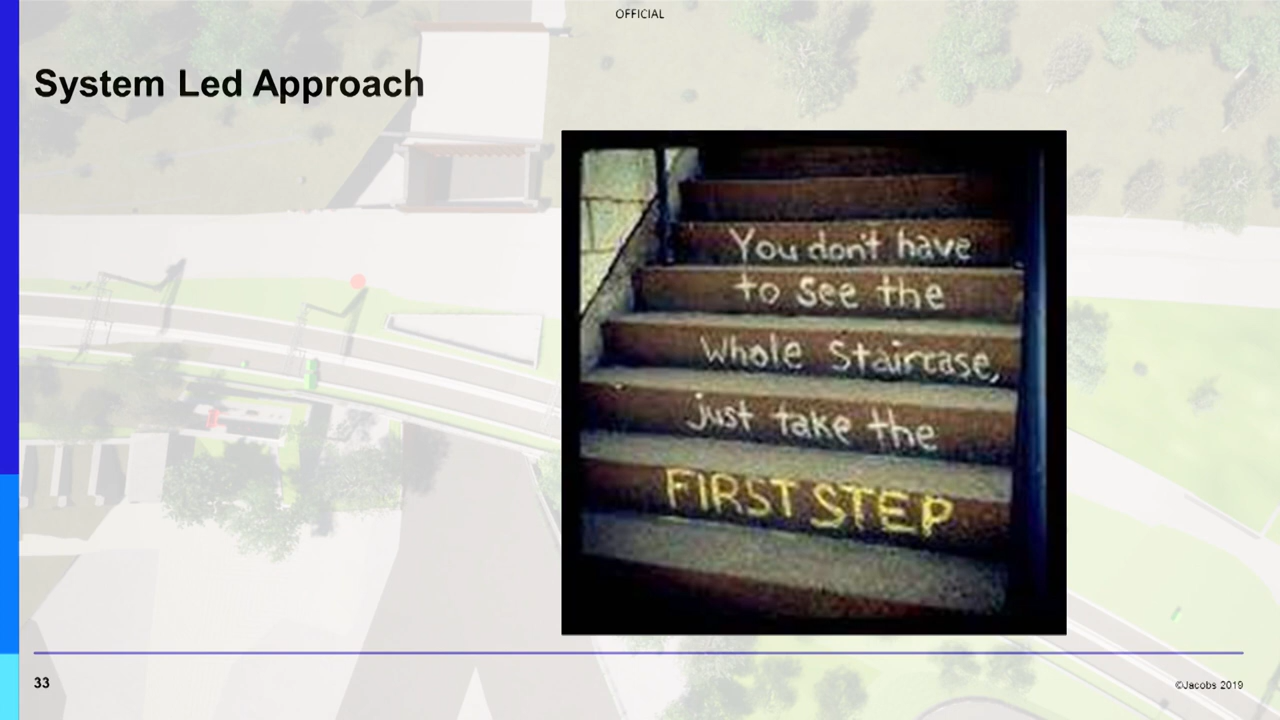 OFFICIAL
System Led Approach
You don't have
to see the
Whole Staircase,
just take the
FIRST STEP
33
©Jacobs 2019